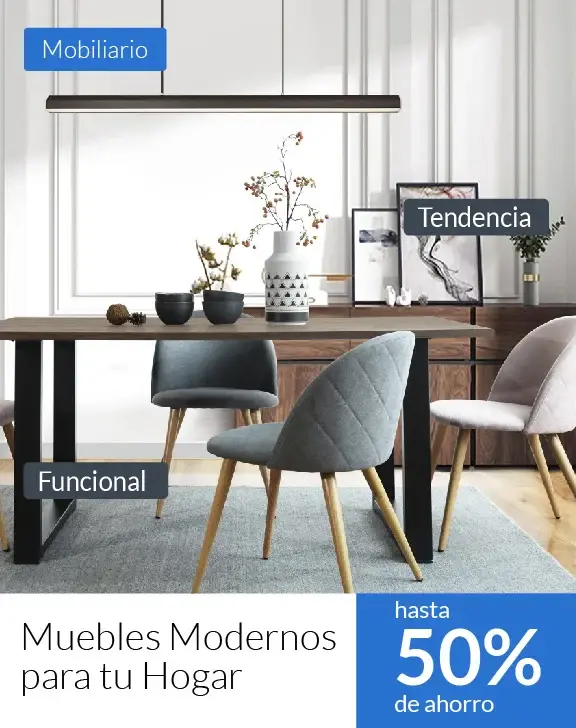 Mobiliario
Tendencia
Funcional
Muebles Modernos
para tu Hogar
hasta
50%
de ahorro